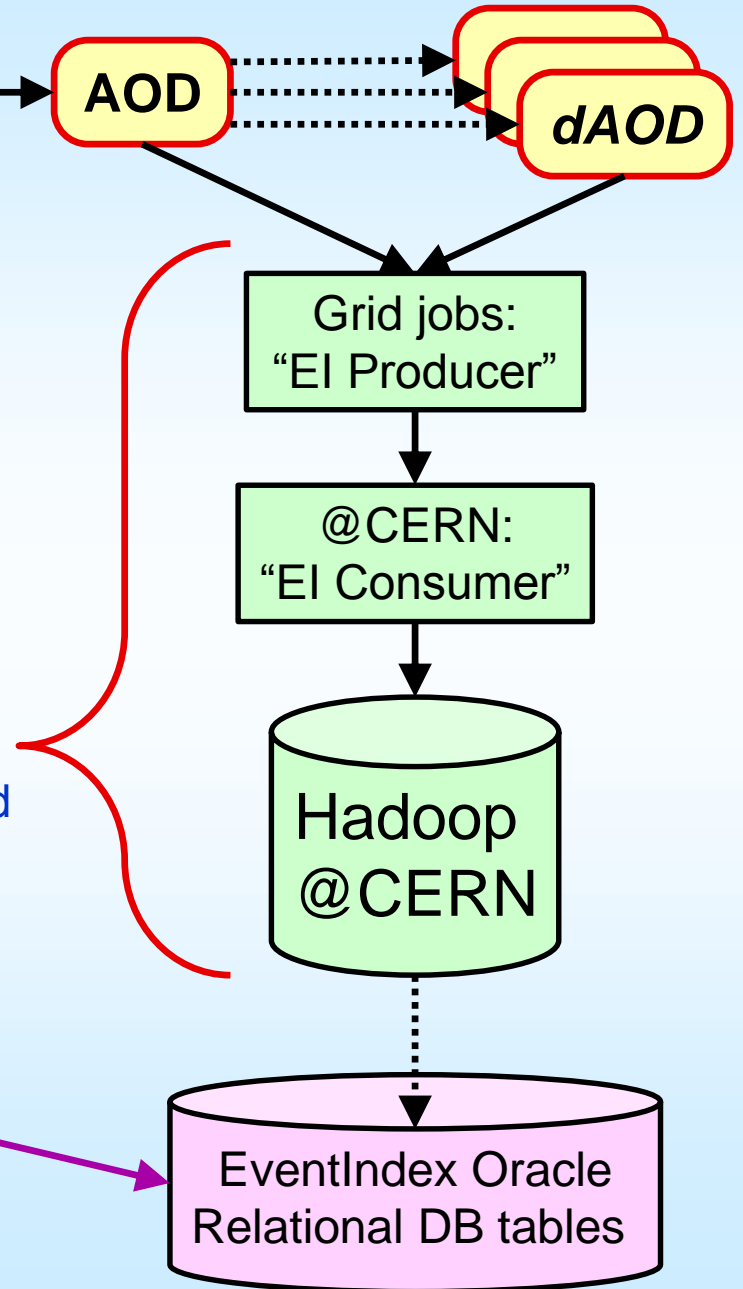 AOD
dAOD
Grid jobs:
“EI Producer”
@CERN:
“EI Consumer”
Hadoop
@CERN
EventIndex Oracle
Relational DB tables